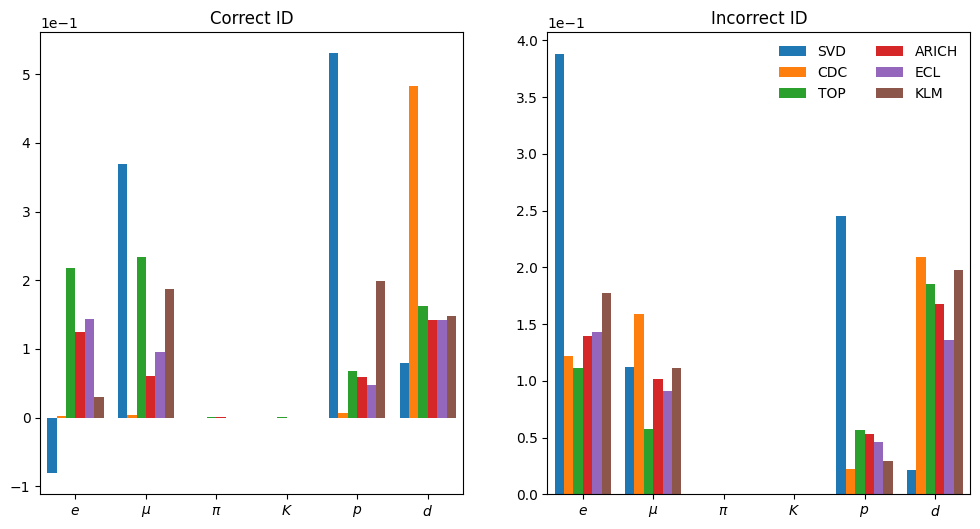 Correct ID
1e−1
5
4
3
2
1
0
−1
e μ π K p d
Incorrect ID
1e−1
4.0
3.5
3.0
2.5
2.0
1.5
1.0
0.5
0.0
e μ π K p d
SVD
CDC
TOP
ARICH
ECL
KLM